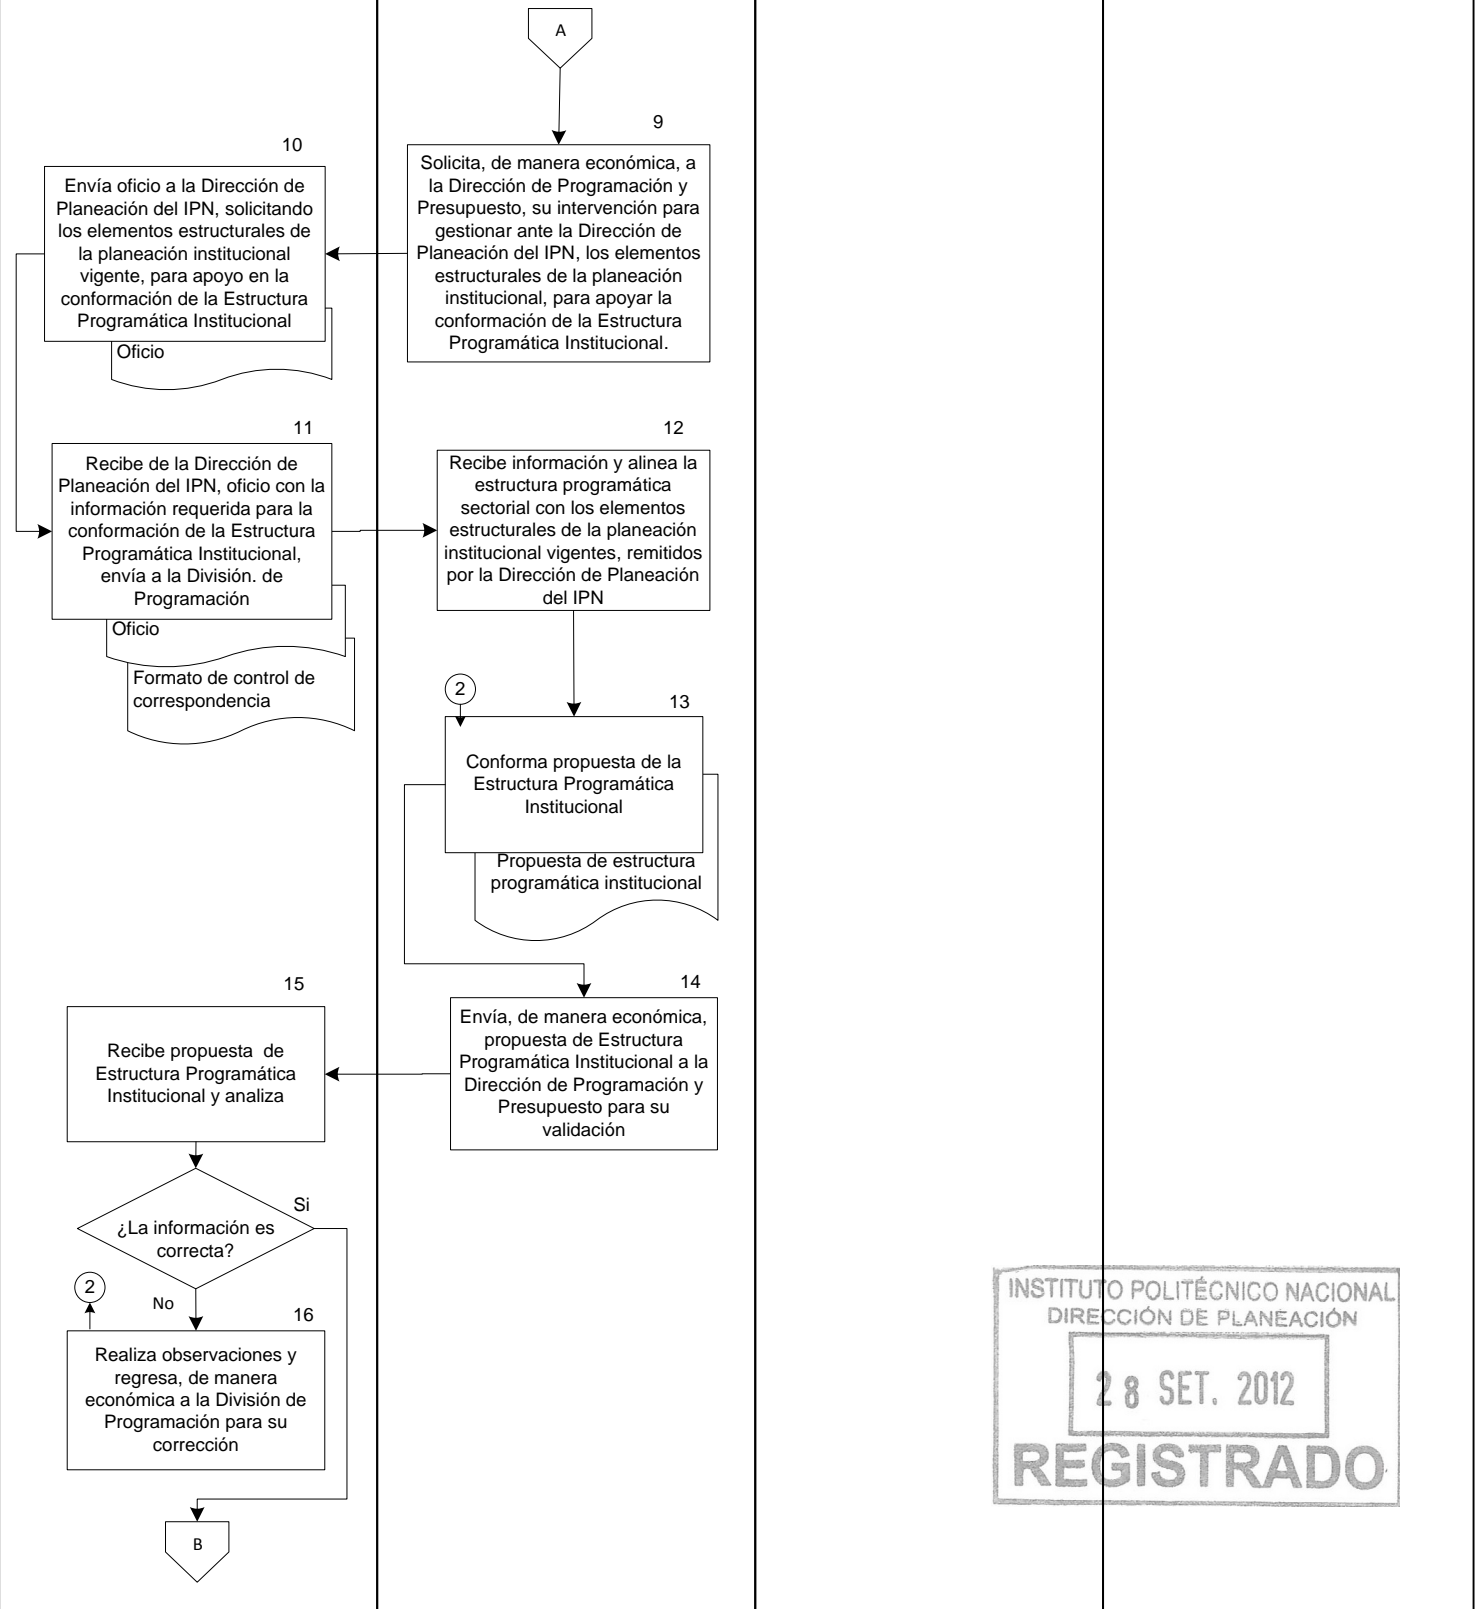 A
9
Solicita, de manera económica, a
la Dirección de Programación y
Presupuesto, su intervención para
gestionar ante la Dirección de
Planeación del IPN, los elementos
estructurales de la planeación
institucional, para apoyar la
conformación de la Estructura
Programática Institucional.
10
Envía oficio a la Dirección de
Planeación del IPN, solicitando
los elementos estructurales de
la planeación institucional
vigente, para apoyo en la
conformación de la Estructura
Programática Institucional
Oficio
11
Recibe de la Dirección de
Planeación del IPN, oficio con la
información requerida para la
conformación de la Estructura
Programática Institucional,
envía a la División. de
Programación
Oficio
Formato de control de
correspondencia
12
Recibe información y alinea la
estructura programática
sectorial con los elementos
estructurales de la planeación
institucional vigentes, remitidos
por la Dirección de Planeación
del IPN
2
13
Conforma propuesta de la
Estructura Programática
Institucional
Propuesta de estructura
programática institucional
14
Envía, de manera económica,
propuesta de Estructura
Programática Institucional a la
Dirección de Programación y
Presupuesto para su
validación
15
Recibe propuesta de
Estructura Programática
Institucional y analiza
¿La información es
correcta?
Si
No
2
16
Realiza observaciones y
regresa, de manera
económica a la División de
Programación para su
corrección
B
INSTITUTO POLITÉCNICO NACIONAL
DIRECCIÓN DE PLANEACIÓN
28 SET. 2012
REGISTRADO